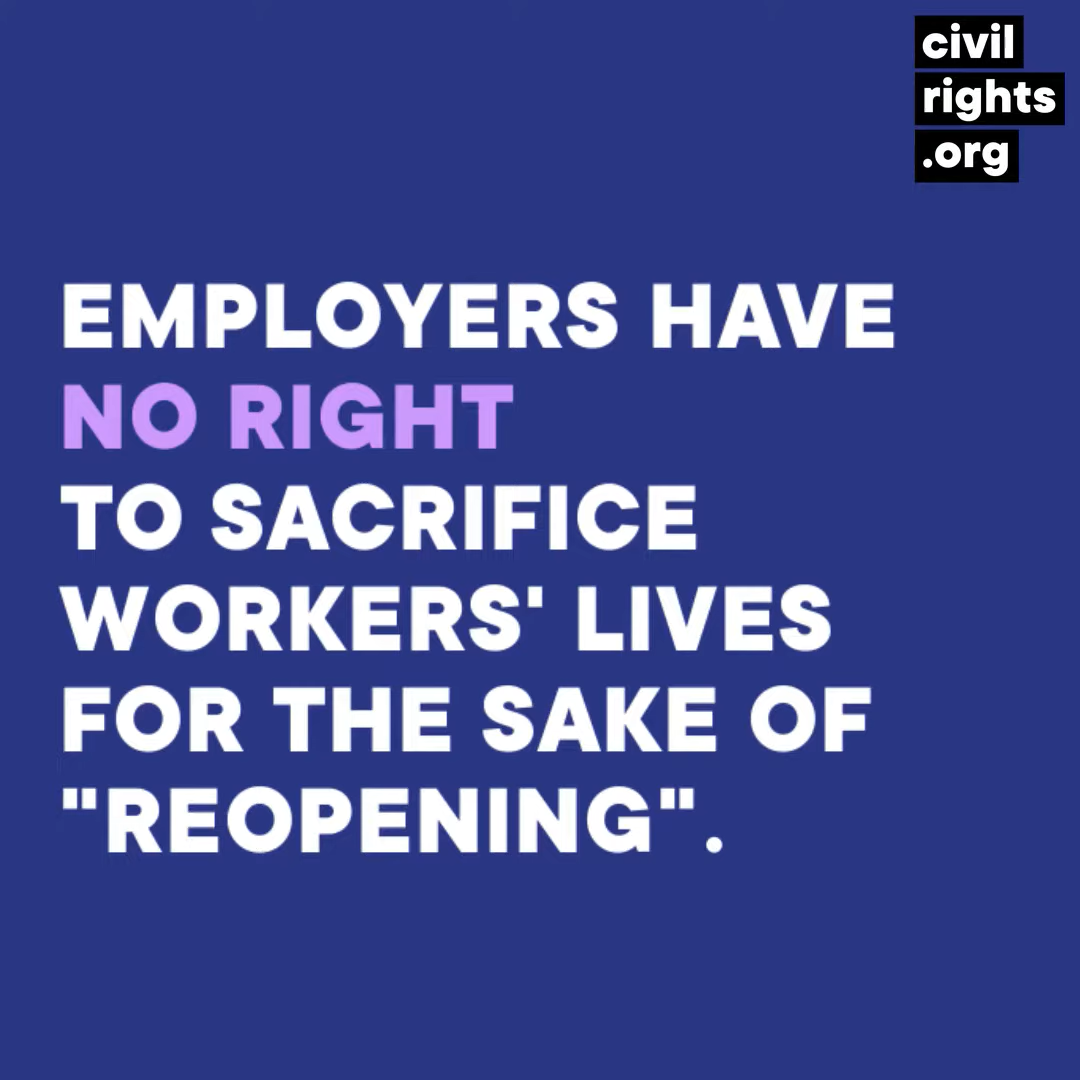 civil
rights
.org
EMPLOYERS HAVE
NO RIGHT
TO SACRIFICE
WORKERS' LIVES
FOR THE SAKE OF
"REOPENING".